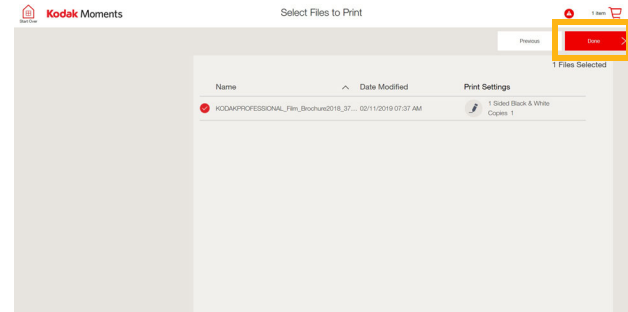 Start Over
Kodak Moments
Select Files to Print
1 item
Previous
Done
1 Files Selected
Name
Date Modified
Print Settings
KODAKPROFESSIONAL_Film_Brochure2018_37... 02/11/2019 07:37 AM
1 Sided Black & White
Copies 1